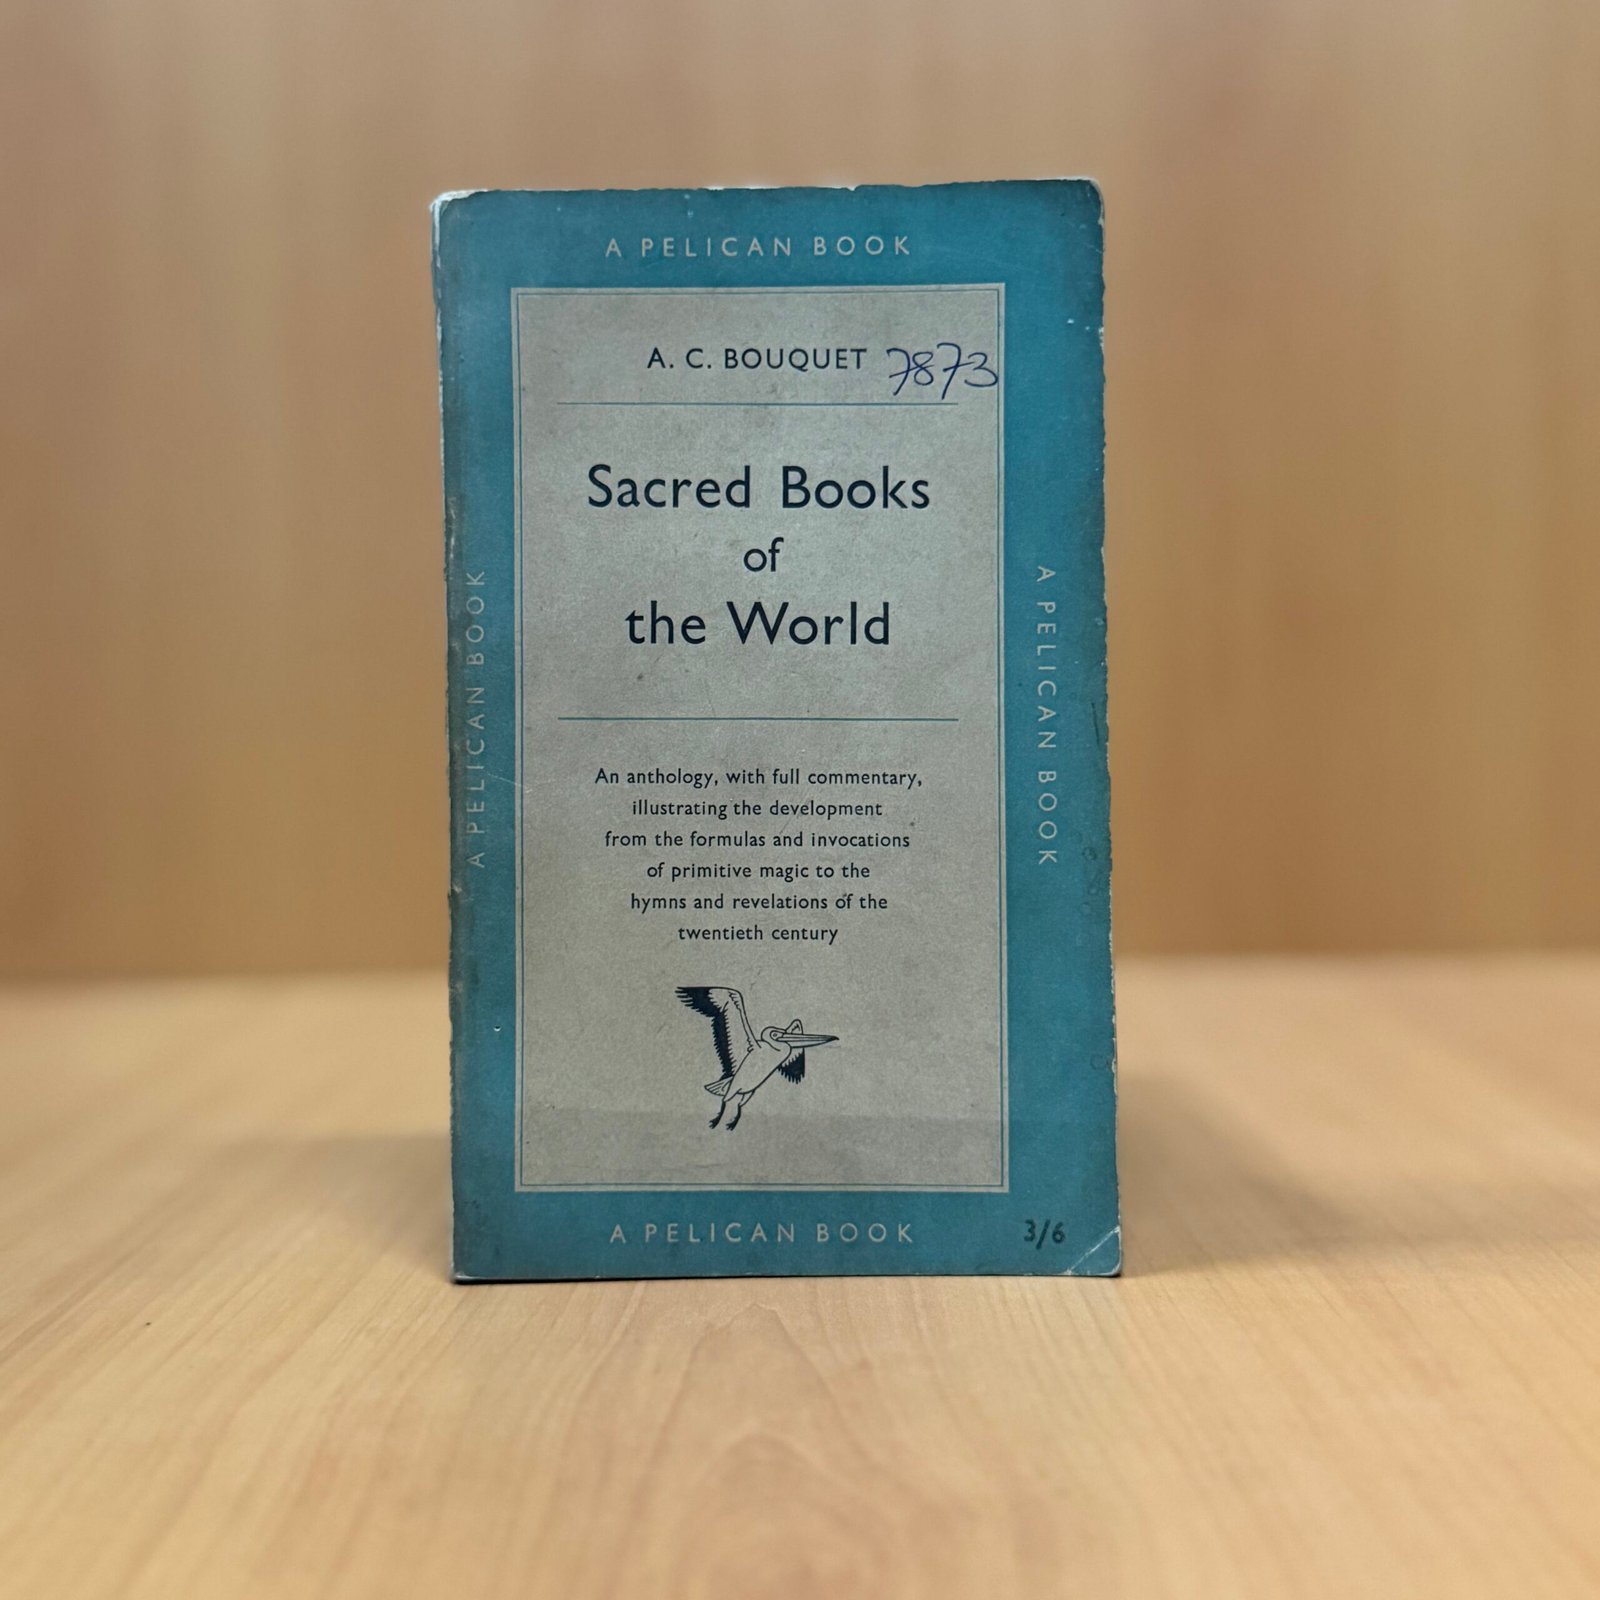 A PELICAN BOOK
A. C. BOUQUET 7873
Sacred Books
of
the World
An anthology, with full commentary,
illustrating the development
from the formulas and invocations
of primitive magic to the
hymns and revelations of the
twentieth century
A PELICAN BOOK
A PELICAN BOOK
A PELICAN BOOK
3/6